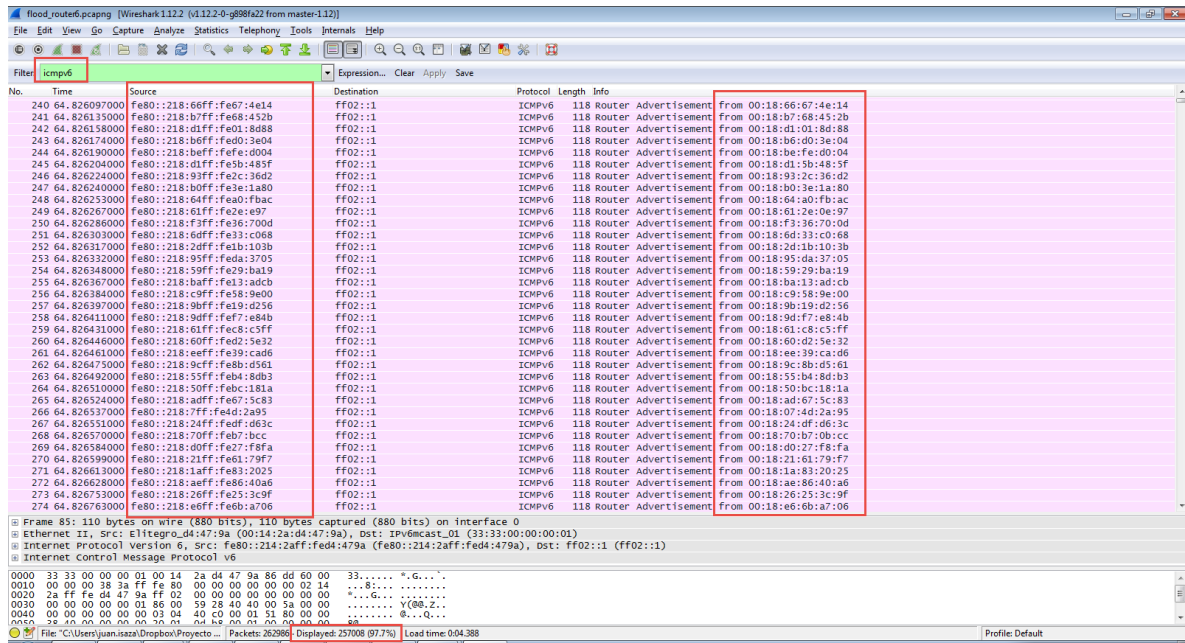 flood_router6.pcapng [Wireshark 1.12.2 (v1.12.2-0-g898fa22 from master-1.12)]
File Edit View Go Capture Analyze Statistics Telephony Tools Internals Help
Filter: icmpv6 Expression... Clear Apply Save
No. Time Source Destination Protocol Length Info
240 64.826097000 fe80::218:66ff:fe67:4e14 ff02::1 ICMPv6 118 Router Advertisement from 00:18:66:67:4e:14
241 64.826135000 fe80::218:b7ff:fe68:452b ff02::1 ICMPv6 118 Router Advertisement from 00:18:b7:68:45:2b
242 64.826158000 fe80::218:d1ff:fe01:8d88 ff02::1 ICMPv6 118 Router Advertisement from 00:18:d1:01:8d:88
243 64.826174000 fe80::218:b6ff:fed0:3e04 ff02::1 ICMPv6 118 Router Advertisement from 00:18:b6:d0:3e:04
244 64.826190000 fe80::218:beff:fefe:d004 ff02::1 ICMPv6 118 Router Advertisement from 00:18:be:fe:d0:04
245 64.826204000 fe80::218:d1ff:fe5b:485f ff02::1 ICMPv6 118 Router Advertisement from 00:18:d1:5b:48:5f
246 64.826224000 fe80::218:93ff:fe2c:36d2 ff02::1 ICMPv6 118 Router Advertisement from 00:18:93:2c:36:d2
247 64.826240000 fe80::218:b0ff:fe3e:1a80 ff02::1 ICMPv6 118 Router Advertisement from 00:18:b0:3e:1a:80
248 64.826253000 fe80::218:64ff:fea0:fbac ff02::1 ICMPv6 118 Router Advertisement from 00:18:64:a0:fb:ac
249 64.826267000 fe80::218:61ff:fe2e:e97 ff02::1 ICMPv6 118 Router Advertisement from 00:18:61:2e:0e:97
250 64.826286000 fe80::218:f3ff:fe36:700d ff02::1 ICMPv6 118 Router Advertisement from 00:18:f3:36:70:0d
251 64.826303000 fe80::218:6dff:fe33:c068 ff02::1 ICMPv6 118 Router Advertisement from 00:18:6d:33:c0:68
252 64.826317000 fe80::218:2dff:fe1b:103b ff02::1 ICMPv6 118 Router Advertisement from 00:18:2d:1b:10:3b
253 64.826332000 fe80::218:95ff:feda:3705 ff02::1 ICMPv6 118 Router Advertisement from 00:18:95:da:37:05
254 64.826348000 fe80::218:59ff:fe29:ba19 ff02::1 ICMPv6 118 Router Advertisement from 00:18:59:29:ba:19
255 64.826367000 fe80::218:baff:fe13:adcb ff02::1 ICMPv6 118 Router Advertisement from 00:18:ba:13:ad:cb
256 64.826384000 fe80::218:c9ff:fe58:9e00 ff02::1 ICMPv6 118 Router Advertisement from 00:18:c9:58:9e:00
257 64.826397000 fe80::218:9bff:fe19:d256 ff02::1 ICMPv6 118 Router Advertisement from 00:18:9b:19:d2:56
258 64.826411000 fe80::218:9dff:fef7:e84b ff02::1 ICMPv6 118 Router Advertisement from 00:18:9d:f7:e8:4b
259 64.826431000 fe80::218:61ff:fec8:c5ff ff02::1 ICMPv6 118 Router Advertisement from 00:18:61:c8:c5:ff
260 64.826446000 fe80::218:60ff:fed2:5e32 ff02::1 ICMPv6 118 Router Advertisement from 00:18:60:d2:5e:32
261 64.826461000 fe80::218:eeff:fe39:cad6 ff02::1 ICMPv6 118 Router Advertisement from 00:18:ee:39:ca:d6
262 64.826475000 fe80::218:9cff:fe8b:d561 ff02::1 ICMPv6 118 Router Advertisement from 00:18:9c:8b:d5:61
263 64.826492000 fe80::218:55ff:feb4:8db3 ff02::1 ICMPv6 118 Router Advertisement from 00:18:55:b4:8d:b3
264 64.826510000 fe80::218:50ff:febc:181a ff02::1 ICMPv6 118 Router Advertisement from 00:18:50:bc:18:1a
265 64.826524000 fe80::218:adff:fe67:5c83 ff02::1 ICMPv6 118 Router Advertisement from 00:18:ad:67:5c:83
266 64.826537000 fe80::218:7ff:fe4d:2a95 ff02::1 ICMPv6 118 Router Advertisement from 00:18:07:4d:2a:95
267 64.826551000 fe80::218:24ff:fedf:d63c ff02::1 ICMPv6 118 Router Advertisement from 00:18:24:df:d6:3c
268 64.826570000 fe80::218:70ff:feb7:bcc ff02::1 ICMPv6 118 Router Advertisement from 00:18:70:b7:0b:cc
269 64.826584000 fe80::218:d0ff:fe27:f8fa ff02::1 ICMPv6 118 Router Advertisement from 00:18:d0:27:f8:fa
270 64.826599000 fe80::218:21ff:fe61:79f7 ff02::1 ICMPv6 118 Router Advertisement from 00:18:21:61:79:f7
271 64.826613000 fe80::218:1aff:fe83:2025 ff02::1 ICMPv6 118 Router Advertisement from 00:18:1a:83:20:25
272 64.826628000 fe80::218:aeff:fe86:40a6 ff02::1 ICMPv6 118 Router Advertisement from 00:18:ae:86:40:a6
273 64.826753000 fe80::218:26ff:fe25:3c9f ff02::1 ICMPv6 118 Router Advertisement from 00:18:26:25:3c:9f
274 64.826763000 fe80::218:e6ff:fe6b:a706 ff02::1 ICMPv6 118 Router Advertisement from 00:18:e6:6b:a7:06
Frame 85: 110 bytes on wire (880 bits), 110 bytes captured (880 bits) on interface 0
Ethernet II, Src: Elitegro_d4:47:9a (00:14:2a:d4:47:9a), Dst: IPv6mcast_01 (33:33:00:00:00:01)
Internet Protocol Version 6, Src: fe80::214:2aff:fed4:479a (fe80::214:2aff:fed4:479a), Dst: ff02::1 (ff02::1)
Internet Control Message Protocol v6
0000 33 33 00 00 00 01 00 14 2a d4 47 9a 86 dd 60 00 33...... *.G...`.
0010 00 00 00 38 3a ff fe 80 00 00 00 00 00 00 02 14 ...8:... ........
0020 2a ff fe d4 47 9a ff 02 00 00 00 00 00 00 00 00 *...G... ........
0030 00 00 00 00 00 01 86 00 59 28 40 40 00 5a 00 00 ........ Y(@@.Z..
0040 00 00 00 00 00 00 03 04 40 c0 00 01 51 80 00 00 ........ @...Q...
File: "C:\Users\juan.isaza\Dropbox\Proyecto ... Packets: 262986 · Displayed: 257008 (97.7%) Load time: 0:04.388 Profile: Default